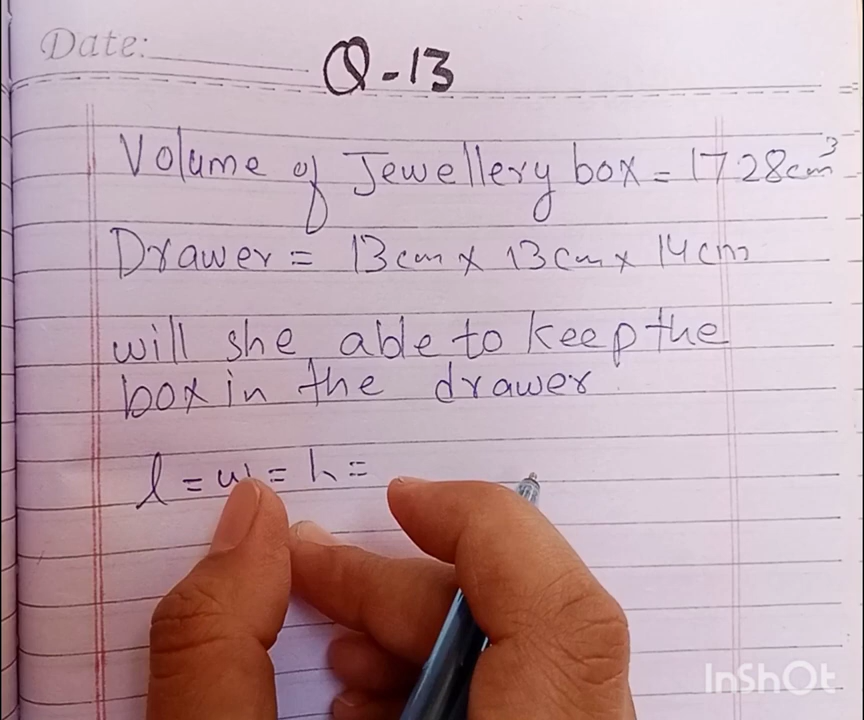 Date:
Q-13
Volume of Jewellery box = 1728cm³
Drawer = 13cm x 13cm x 14cm
will she able to keep the
box in the drawer
l = w = h =
InShOt